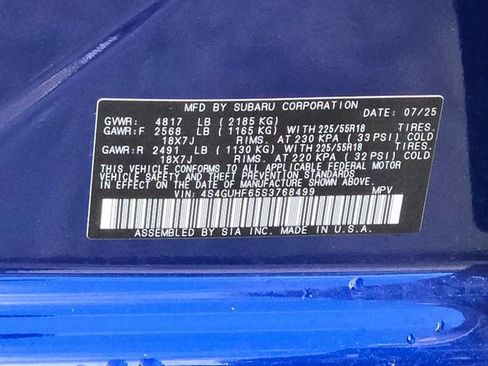 MFD BY SUBARU CORPORATION
GVWR: 4817 LB ( 2185 KG) DATE: 07/25
GAWR:F 2568 LB ( 1165 KG) WITH 225/55R18 TIRES.
18X7J RIMS. AT 230 KPA ( 33 PSI) COLD
GAWR:R 2491 LB ( 1130 KG) WITH 225/55R18 TIRES.
18X7J RIMS. AT 220 KPA ( 32 PSI) COLD
THIS VEHICLE CONFORMS TO ALL APPLICABLE FEDERAL MOTOR
VEHICLE SAFETY AND THEFT PREVENTION STANDARDS
IN EFFECT ON THE DATE OF MANUFACTURE SHOWN ABOVE.
VIN: 4S4GUHF65S3768499 MPV
ASSEMBLED BY SIA INC. MADE IN U.S.A.